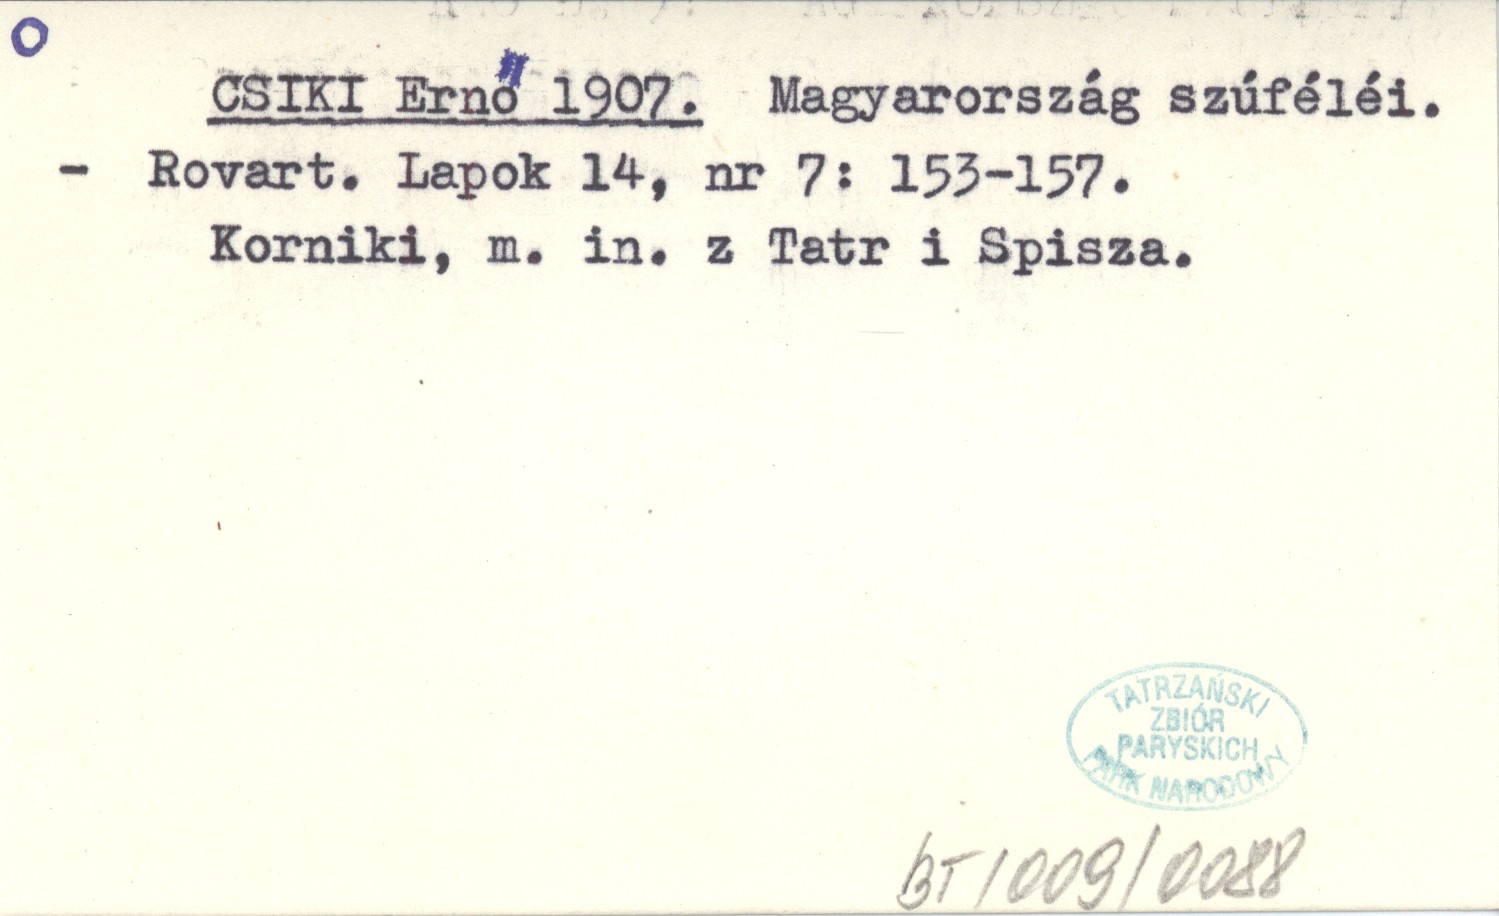 CSIKI Ernő 1907. Magyarország szúféléi.
- Rovart. Lapok 14, nr 7: 153-157.
Korniki, m. in. z Tatr i Spisza.
TATRZAŃSKI
ZBIÓR
PARYSKICH
PARK NARODOWY
BT/009/0088